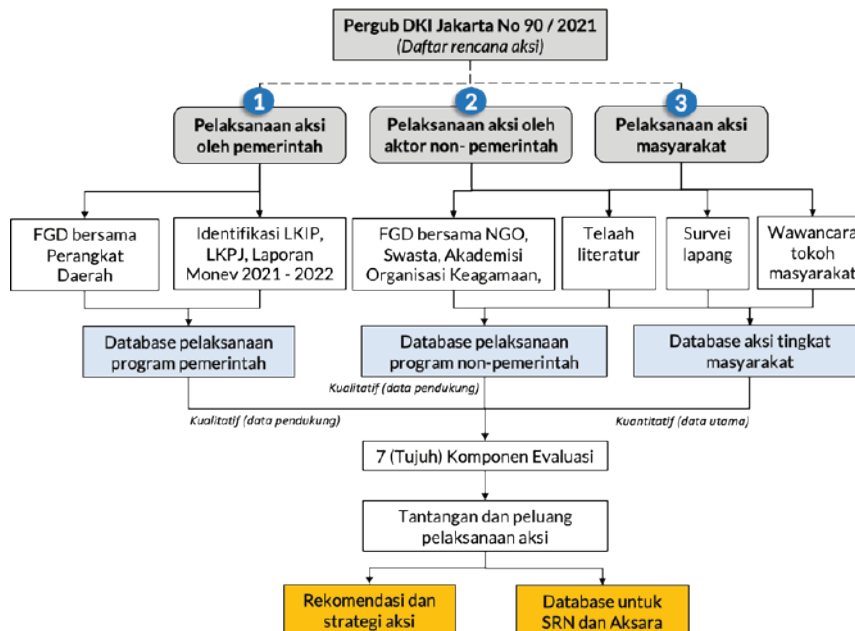 Pergub DKI Jakarta No 90 / 2021
(Daftar rencana aksi)
1
2
3
Pelaksanaan aksi
oleh pemerintah
Pelaksanaan aksi oleh
aktor non- pemerintah
Pelaksanaan aksi
masyarakat
FGD bersama
Perangkat
Daerah
Identifikasi LKIP,
LKPJ, Laporan
Monev 2021 - 2022
FGD bersama NGO,
Swasta, Akademisi
Organisasi Keagamaan,
Telaah
literatur
Survei
lapang
Wawancara
tokoh
masyarakat
Database pelaksanaan
program pemerintah
Database pelaksanaan
program non-pemerintah
Database aksi tingkat
masyarakat
Kualitatif (data pendukung)
Kualitatif (data pendukung)
Kuantitatif (data utama)
7 (Tujuh) Komponen Evaluasi
Tantangan dan peluang
pelaksanaan aksi
Rekomendasi dan
strategi aksi
Database untuk
SRN dan Aksara